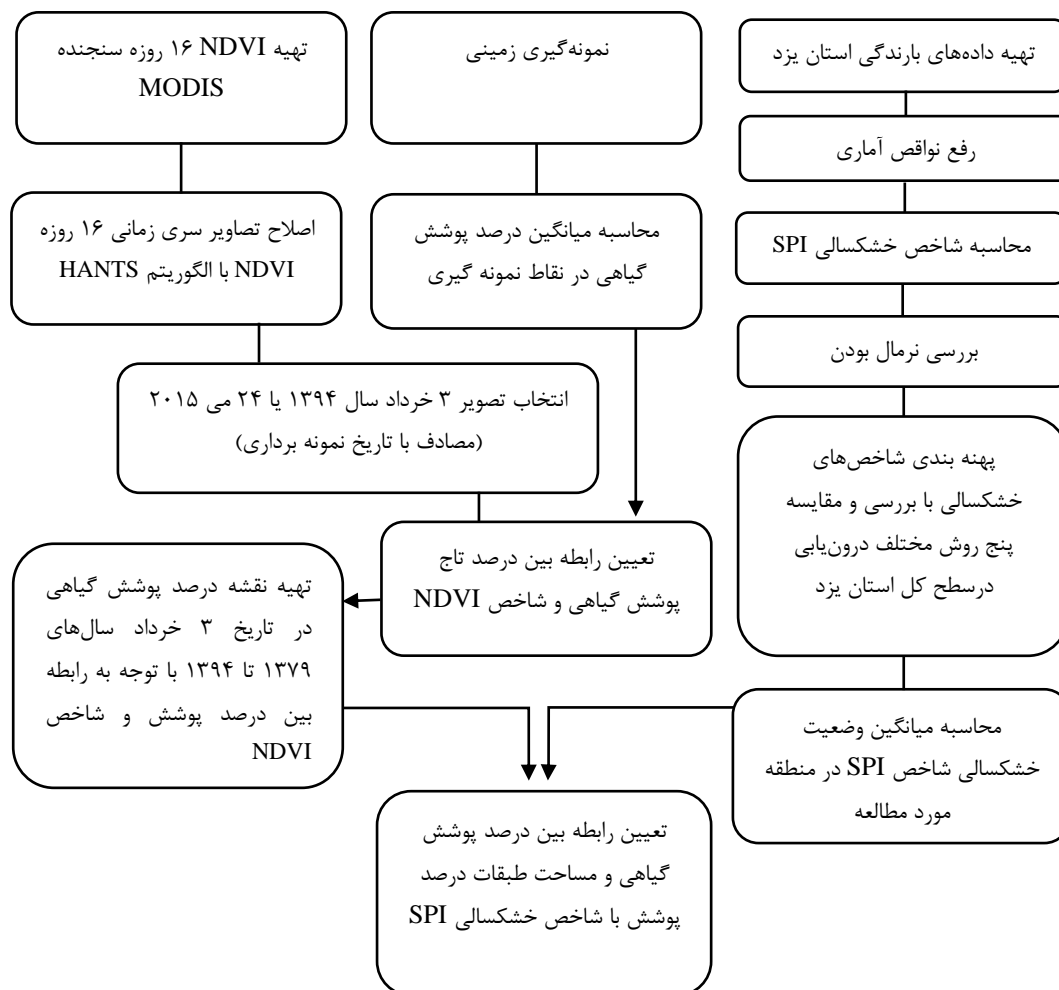 تهیه داده‌های بارندگی استان یزد
رفع نواقص آماری
محاسبه شاخص خشکسالی SPI
بررسی نرمال بودن
پهنه بندی شاخص‌های
خشکسالی با بررسی و مقایسه
پنج روش مختلف درون‌یابی
درسطح کل استان یزد
محاسبه میانگین وضعیت
خشکسالی شاخص SPI در منطقه
مورد مطالعه
نمونه‌گیری زمینی
محاسبه میانگین درصد پوشش
گیاهی در نقاط نمونه گیری
تهیه NDVI ۱۶ روزه سنجنده
MODIS
اصلاح تصاویر سری زمانی ۱۶ روزه
NDVI با الگوریتم HANTS
انتخاب تصویر ۳ خرداد سال ۱۳۹۴ یا ۲۴ می ۲۰۱۵
(مصادف با تاریخ نمونه برداری)
تعیین رابطه بین درصد تاج
پوشش گیاهی و شاخص NDVI
تهیه نقشه درصد پوشش گیاهی
در تاریخ ۳ خرداد سال‌های
۱۳۷۹ تا ۱۳۹۴ با توجه به رابطه
بین درصد پوشش و شاخص
NDVI
تعیین رابطه بین درصد پوشش
گیاهی و مساحت طبقات درصد
پوشش با شاخص خشکسالی SPI